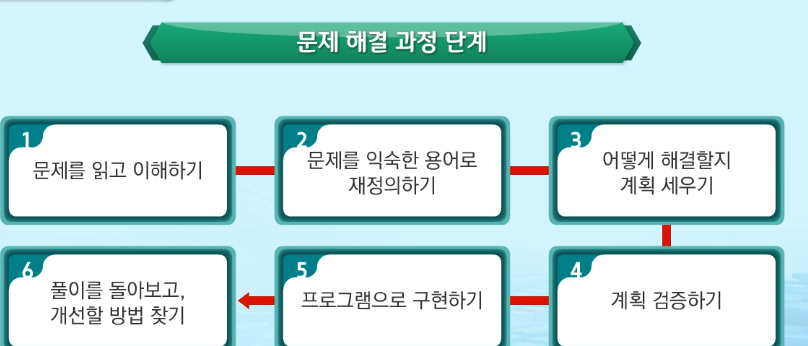 문제 해결 과정 단계
1
문제를 읽고 이해하기
2
문제를 익숙한 용어로
재정의하기
3
어떻게 해결할지
계획 세우기
4
계획 검증하기
5
프로그램으로 구현하기
6
풀이를 돌아보고,
개선할 방법 찾기